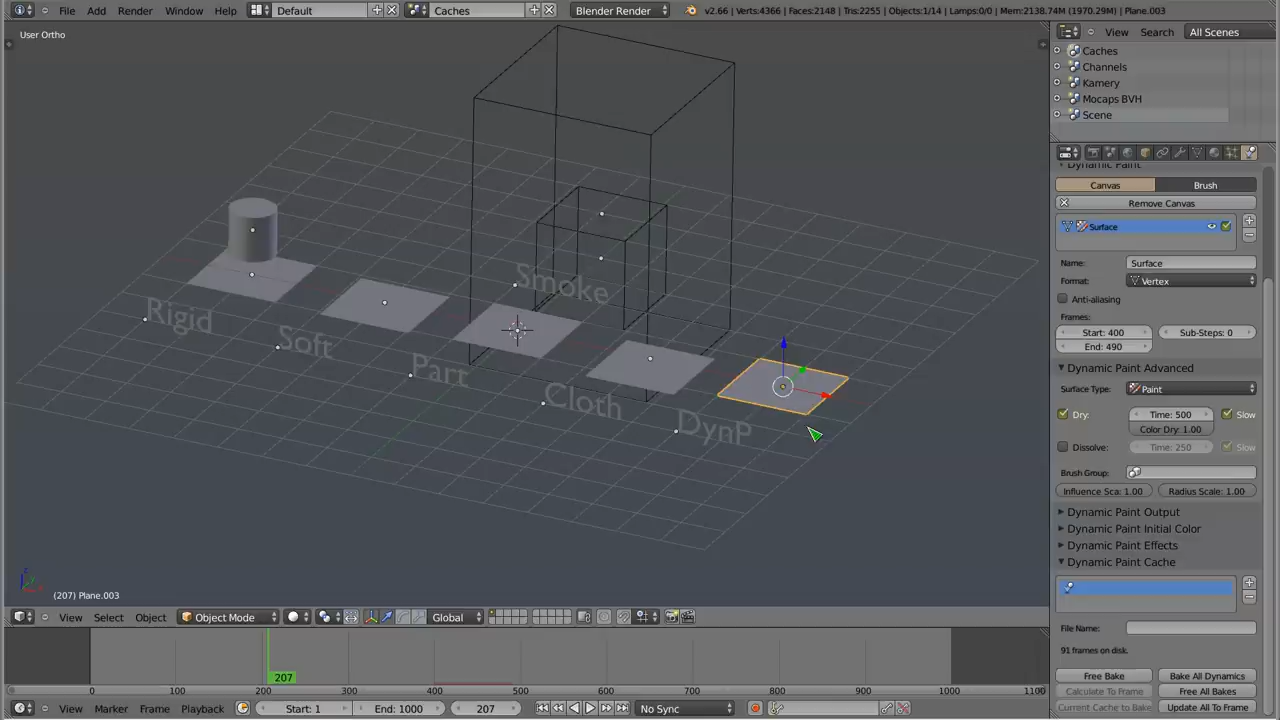 File Add Render Window Help Default Caches Blender Render v2.66 | Verts:4366 | Faces:2148 | Tris:2255 | Objects:1/14 | Lamps:0/0 | Mem:2138.74M (1970.29M) | Plane.003
User Ortho
View Search All Scenes
Caches
Channels
Kamery
Mocaps BVH
Scene
Dynamic Paint
Canvas Brush
Remove Canvas
Surface
Name: Surface
Format: Vertex
Anti-aliasing
Frames:
Start: 400 Sub-Steps: 0
End: 490
Dynamic Paint Advanced
Surface Type: Paint
Dry: Time: 500 Slow
Color Dry: 1.00
Dissolve: Time: 250 Slow
Brush Group:
Influence Sca: 1.00 Radius Scale: 1.00
Dynamic Paint Output
Dynamic Paint Initial Color
Dynamic Paint Effects
Dynamic Paint Cache
File Name:
91 frames on disk.
Free Bake Bake All Dynamics
Calculate To Frame Free All Bakes
Current Cache to Bake Update All To Frame
Smoke
Rigid
Soft
Part
Cloth
DynP
(207) Plane.003
View Select Object Object Mode Global
207
0 100 200 300 400 500 600 700 800 900 1000 1100
View Marker Frame Playback Start: 1 End: 1000 207 No Sync